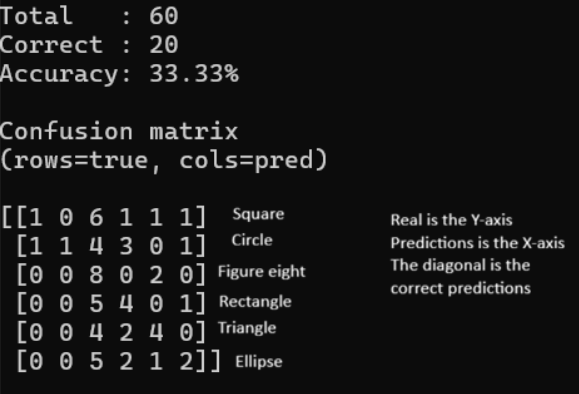 Total   : 60
Correct : 20
Accuracy: 33.33%
Confusion matrix
(rows=true, cols=pred)
[[1 0 6 1 1 1] Square
[1 1 4 3 0 1] Circle
[0 0 8 0 2 0] Figure eight
[0 0 5 4 0 1] Rectangle
[0 0 4 2 4 0] Triangle
[0 0 5 2 1 2]] Ellipse
Real is the Y-axis
Predictions is the X-axis
The diagonal is the
correct predictions